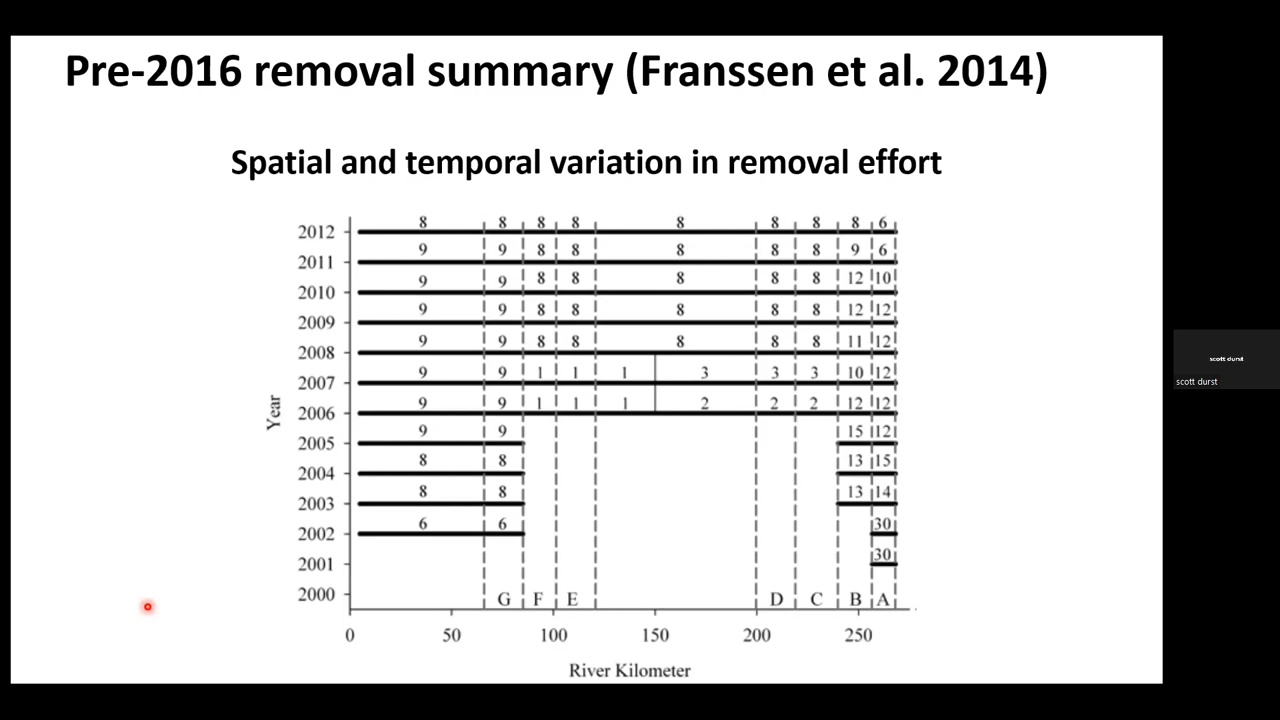 Pre-2016 removal summary (Franssen et al. 2014)
Spatial and temporal variation in removal effort
8 8 8 8 8 8 8 8 6
2012
9 9 8 8 8 8 8 9 6
2011
9 9 8 8 8 8 8 12 10
2010
9 9 8 8 8 8 8 12 12
2009
9 9 8 8 8 8 8 11 12
2008
9 9 1 1 1 3 3 3 10 12
2007
9 9 1 1 1 2 2 2 12 12
2006
9 9 15 12
2005
8 8 13 15
2004
8 8 13 14
2003
6 6 30
2002
30
2001
2000 G F E D C B A
0 50 100 150 200 250
River Kilometer
Year
scott durst
scott durst